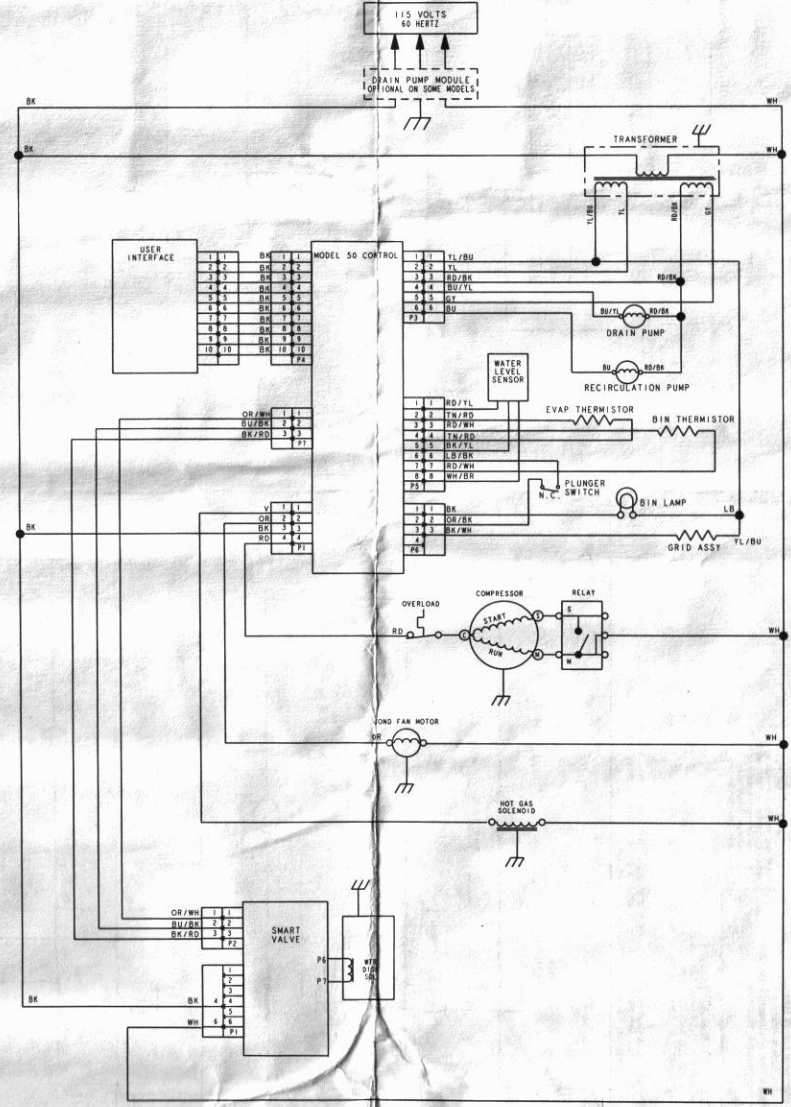 115 VOLTS
60 HERTZ
DRAIN PUMP MODULE
OPTIONAL ON SOME MODELS
BK
WH
TRANSFORMER
BK
WH
YL/BU
YL
RD/BK
GY
USER
INTERFACE
1 1
2 2
3 3
4 4
5 5
6 6
7 7
8 8
9 9
10 10
BK 1 1
BK 2 2
BK 3 3
BK 4 4
BK 5 5
BK 6 6
BK 7 7
BK 8 8
BK 9 9
BK 10 10
P4
MODEL 50 CONTROL
1 1 YL/BU
2 2 YL
3 3 RD/BK
4 4 BU/YL
5 5 GY
6 6 BU
P3
RD/BK
BU/YL
RD/BK
DRAIN PUMP
BU
RD/BK
RECIRCULATION PUMP
WATER
LEVEL
SENSOR
OR/WH 1 1
BU/BK 2 2
BK/RD 3 3
P7
1 1 RD/YL
2 2 TN/RD
3 3 RD/WH
4 4 TN/RD
5 5 BK/YL
6 6 LB/BK
7 7 RD/WH
8 8 WH/BR
P5
EVAP THERMISTOR
BIN THERMISTOR
N.C.
PLUNGER
SWITCH
BIN LAMP
LB
V 1 1
OR 2 2
BK 3 3
RD 4 4
P1
BK
1 1 BK
2 2 OR/BK
3 3 BK/WH
4
P6
GRID ASSY
YL/BU
OVERLOAD
COMPRESSOR
RELAY
RD
C
START
RUN
S
M
S
M
WH
COND FAN MOTOR
OR
WH
HOT GAS
SOLENOID
WH
OR/WH 1 1
BU/BK 2 2
BK/RD 3 3
P2
SMART
VALVE
P6
P7
WTR
SOL
1
2
3
BK 4 4
5
WH 6 6
P1
BK
WH